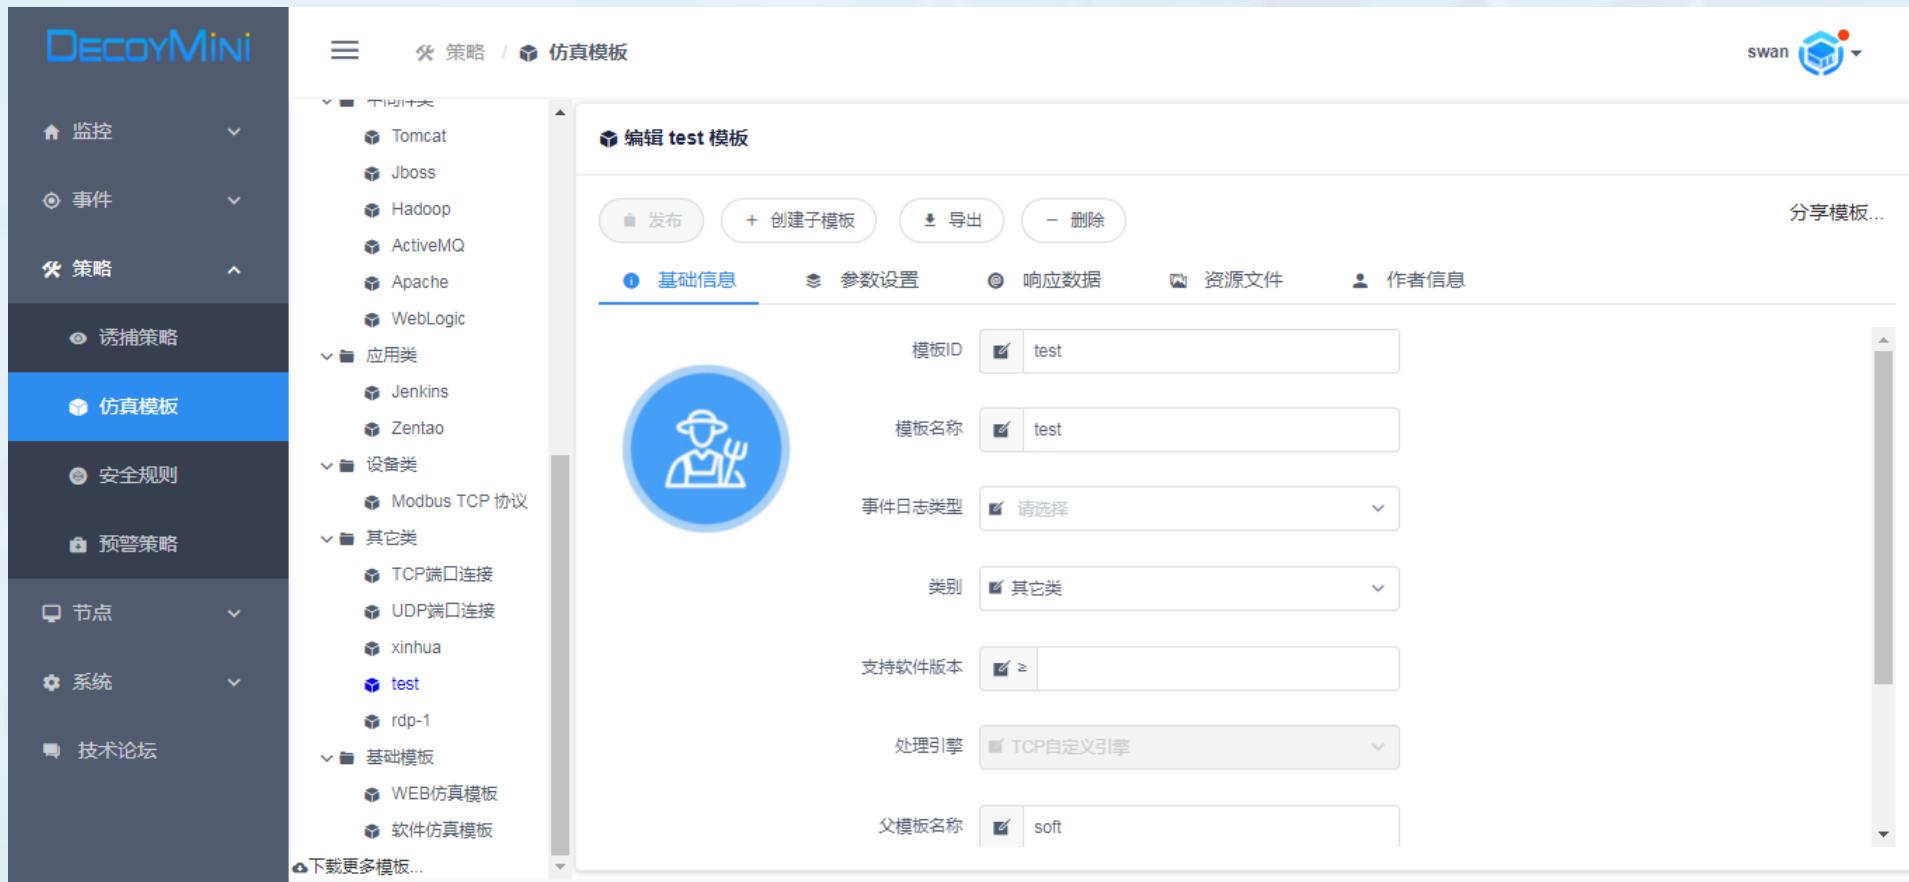 DECOYMINI
策略 / 仿真模板
swan
监控
事件
策略
诱捕策略
仿真模板
安全规则
预警策略
节点
系统
技术论坛
中间件类
Tomcat
Jboss
Hadoop
ActiveMQ
Apache
WebLogic
应用类
Jenkins
Zentao
设备类
Modbus TCP 协议
其它类
TCP端口连接
UDP端口连接
xinhua
test
rdp-1
基础模板
WEB仿真模板
软件仿真模板
下载更多模板...
编辑 test 模板
发布
+ 创建子模板
导出
− 删除
分享模板...
基础信息
参数设置
响应数据
资源文件
作者信息
模板ID test
模板名称 test
事件日志类型 请选择
类别 其它类
支持软件版本 ≥
处理引擎 TCP自定义引擎
父模板名称 soft